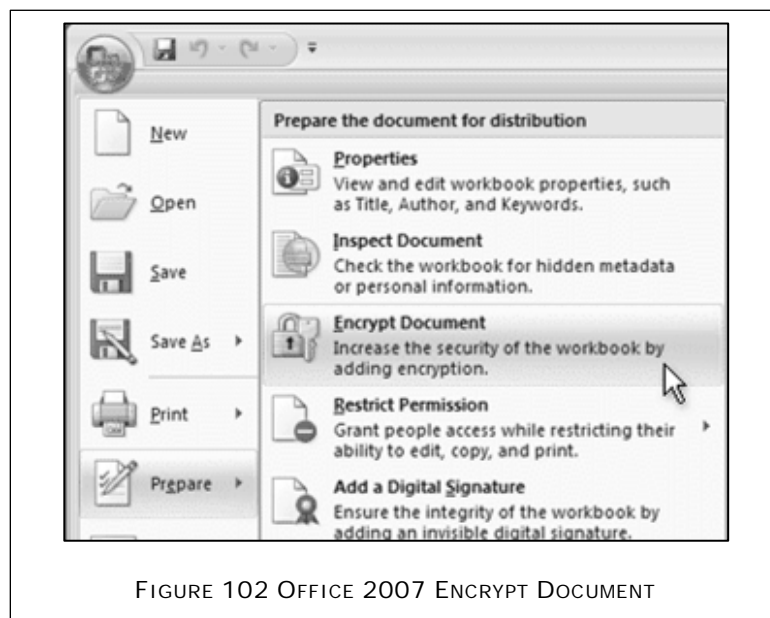 New
Open
Save
Save As
Print
Prepare
Prepare the document for distribution
Properties
View and edit workbook properties, such
as Title, Author, and Keywords.
Inspect Document
Check the workbook for hidden metadata
or personal information.
Encrypt Document
Increase the security of the workbook by
adding encryption.
Restrict Permission
Grant people access while restricting their
ability to edit, copy, and print.
Add a Digital Signature
Ensure the integrity of the workbook by
adding an invisible digital signature.
FIGURE 102 OFFICE 2007 ENCRYPT DOCUMENT